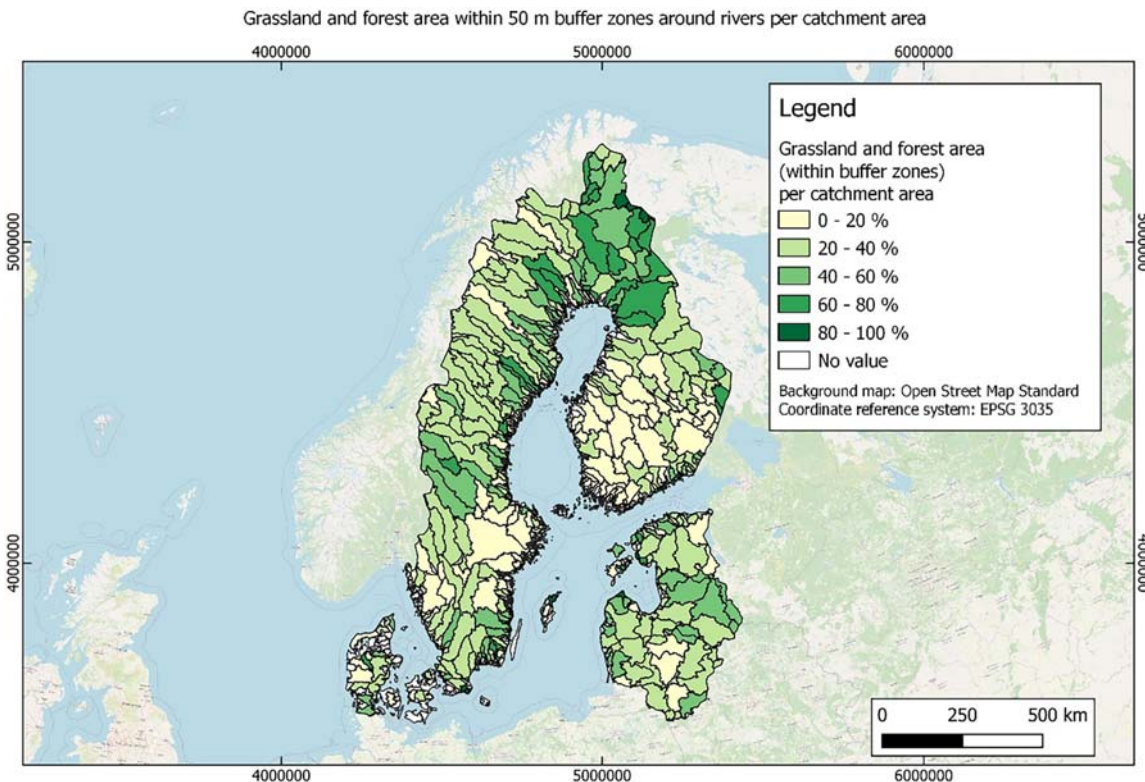 Grassland and forest area within 50 m buffer zones around rivers per catchment area
4000000 5000000 6000000
Legend
Grassland and forest area
(within buffer zones)
per catchment area
0 - 20 %
20 - 40 %
40 - 60 %
60 - 80 %
80 - 100 %
No value
Background map: Open Street Map Standard
Coordinate reference system: EPSG 3035
5000000
4000000
4000000
0 250 500 km
4000000 5000000 6000000